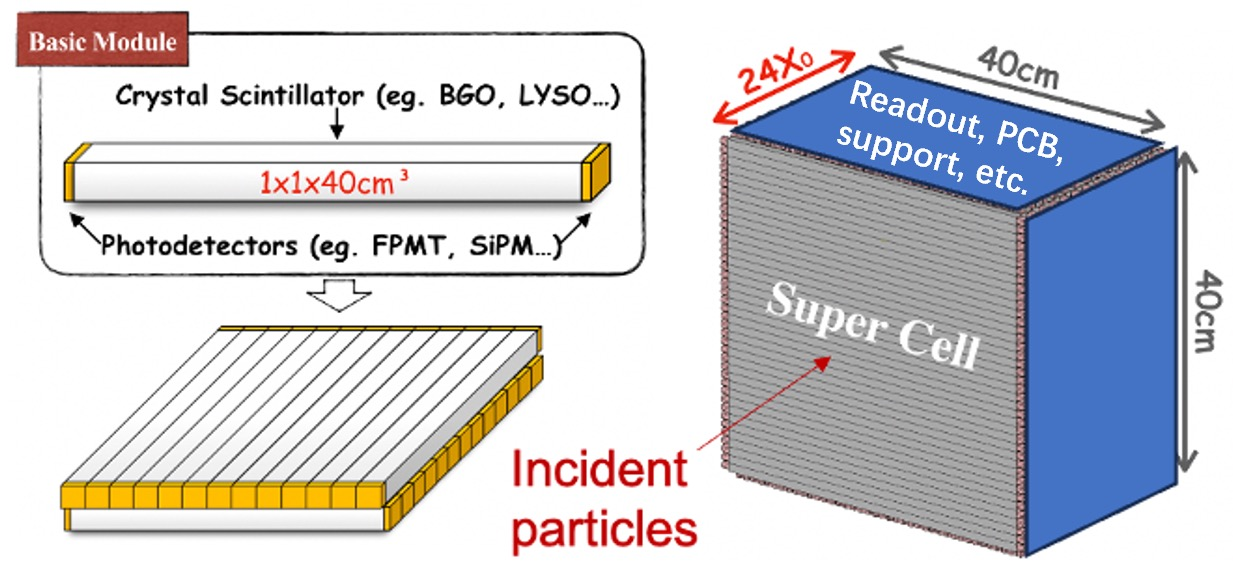 Basic Module
Crystal Scintillator (eg. BGO, LYSO...)
1x1x40cm³
Photodetectors (eg. FPMT, SiPM...)
24X₀
40cm
Readout, PCB,
support, etc.
40cm
Super Cell
Incident
particles